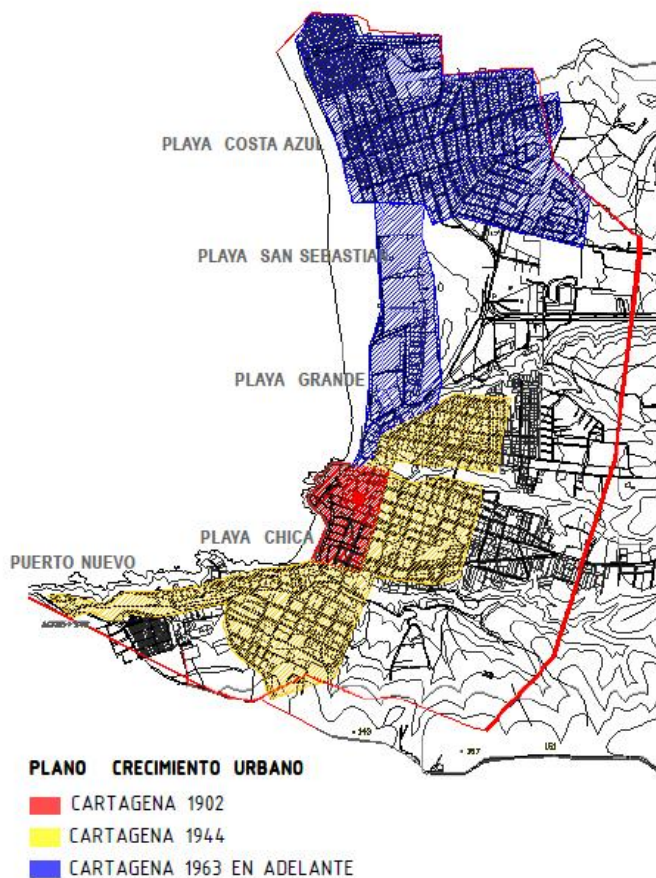 PLAYA COSTA AZUL
PLAYA SAN SEBASTIAN
PLAYA GRANDE
PLAYA CHICA
PUERTO NUEVO
PLANO CRECIMIENTO URBANO
CARTAGENA 1902
CARTAGENA 1944
CARTAGENA 1963 EN ADELANTE